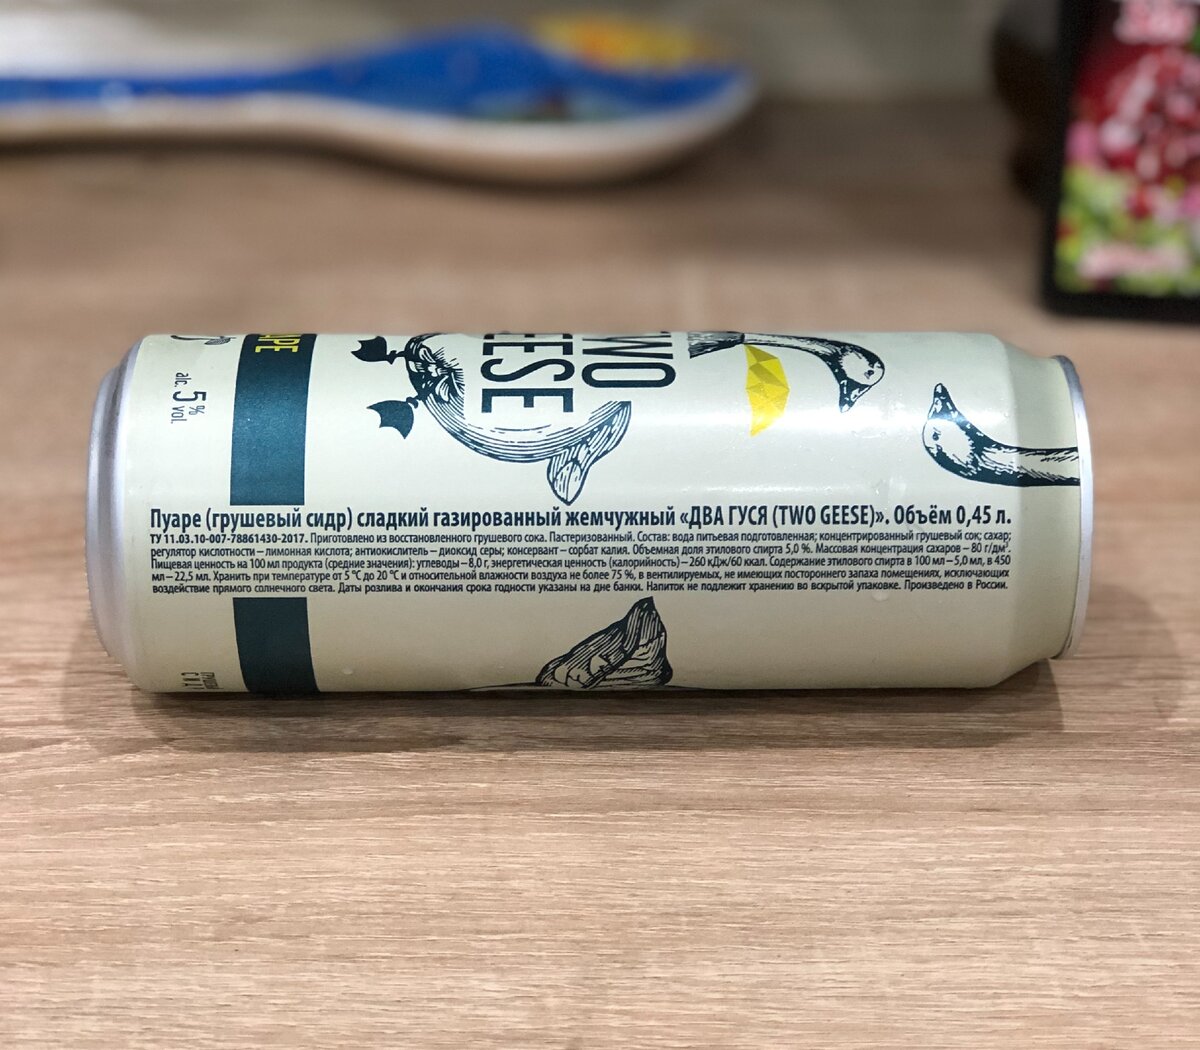 TWO
EESE
alc. 5% vol.
Пуаре (грушевый сидр) сладкий газированный жемчужный «ДВА ГУСЯ (TWO GEESE)». Объём 0,45 л.
ТУ 11.03.10-007-78861430-2017. Приготовлено из восстановленного грушевого сока. Пастеризованный. Состав: вода питьевая подготовленная; концентрированный грушевый сок; сахар;
регулятор кислотности – лимонная кислота; антиокислитель – диоксид серы; консервант – сорбат калия. Объемная доля этилового спирта 5,0 %. Массовая концентрация сахаров – 80 г/дм³.
Пищевая ценность на 100 мл продукта (средние значения): углеводы – 8,0 г, энергетическая ценность (калорийность) – 260 кДж/60 ккал. Содержание этилового спирта в 100 мл – 5,0 мл, в 450
мл – 22,5 мл. Хранить при температуре от 5 °С до 20 °С и относительной влажности воздуха не более 75 %, в вентилируемых, не имеющих постороннего запаха помещениях, исключающих
воздействие прямого солнечного света. Даты розлива и окончания срока годности указаны на дне банки. Напиток не подлежит хранению во вскрытой упаковке. Произведено в России.